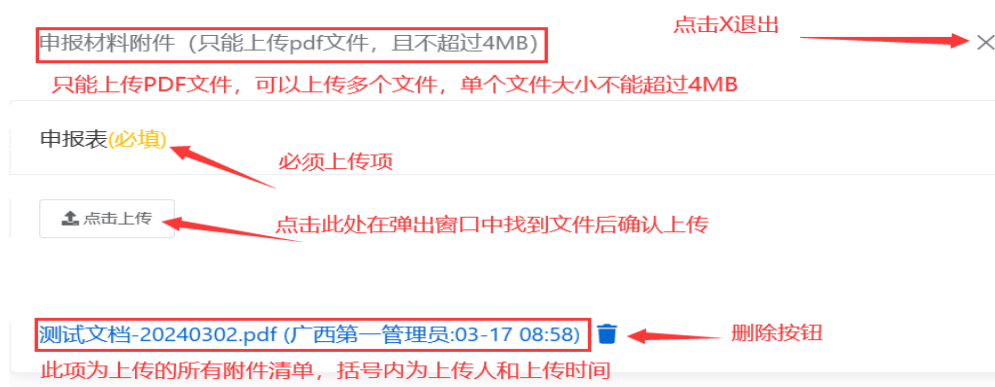 点击X退出
申报材料附件（只能上传pdf文件，且不超过4MB）
只能上传PDF文件，可以上传多个文件，单个文件大小不能超过4MB
申报表(必填)
必须上传项
点击上传
点击此处在弹出窗口中找到文件后确认上传
测试文档-20240302.pdf (广西第一管理员:03-17 08:58)
删除按钮
此项为上传的所有附件清单，括号内为上传人和上传时间